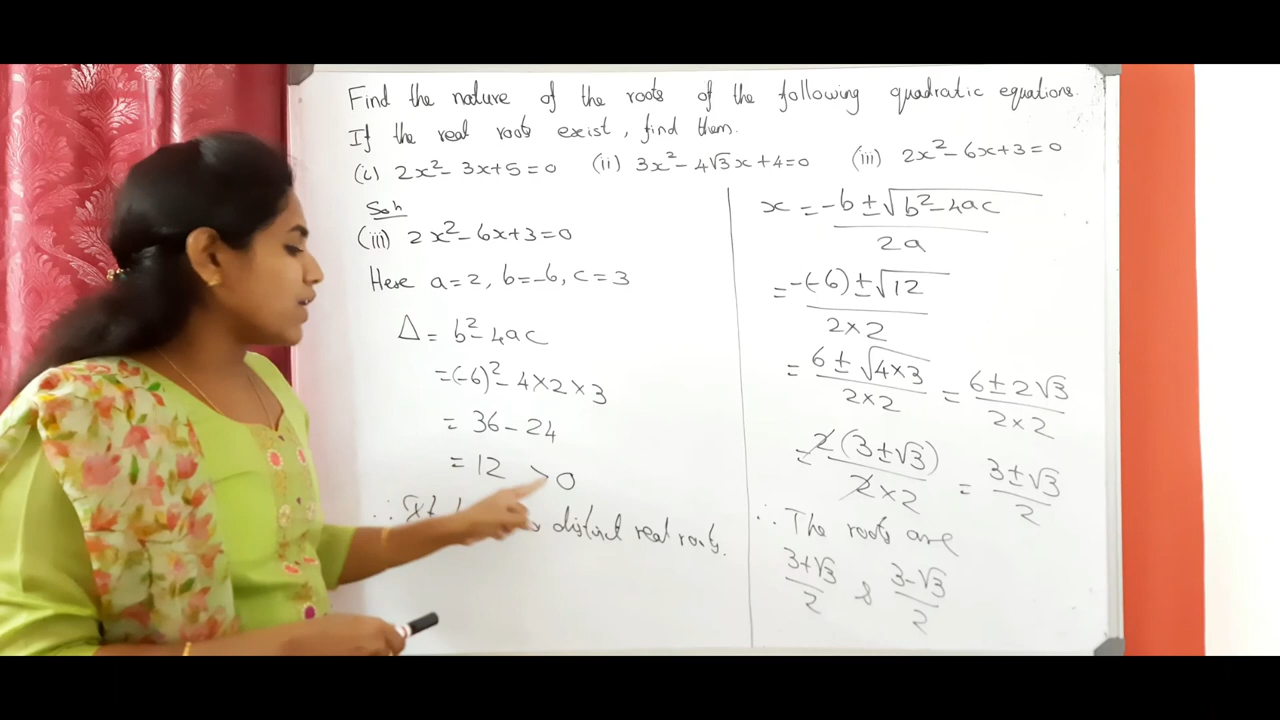 Find the nature of the roots of the following quadratic equations.
If the real roots exist, find them.
(i) 2x²- 3x+5=0 (ii) 3x²- 4√3x+4=0 (iii) 2x²-6x+3=0
Soln
(iii) 2x²-6x+3=0
Here a=2, b=-6, c=3
Δ = b²-4ac
=(-6)²- 4×2×3
= 36-24
= 12 >0
∴ distinct real roots.
x = -b±√b²-4ac / 2a
= -(-6)±√12 / 2×2
= 6±√4×3 / 2×2 = 6±2√3 / 2×2
= 2(3±√3) / 2×2 = 3±√3 / 2
∴ The roots are
3+√3 / 2 & 3-√3 / 2